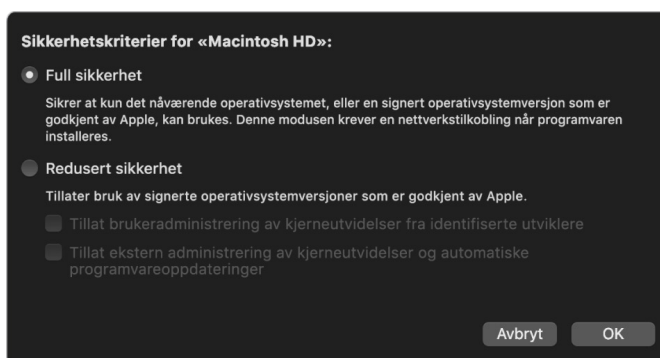 Sikkerhetskriterier for «Macintosh HD»:
Full sikkerhet
Sikrer at kun det nåværende operativsystemet, eller en signert operativsystemversjon som er
godkjent av Apple, kan brukes. Denne modusen krever en nettverkstilkobling når programvaren
installeres.
Redusert sikkerhet
Tillater bruk av signerte operativsystemversjoner som er godkjent av Apple.
Tillat brukeradministrering av kjerneutvidelser fra identifiserte utviklere
Tillat ekstern administrering av kjerneutvidelser og automatiske
programvareoppdateringer
Avbryt OK